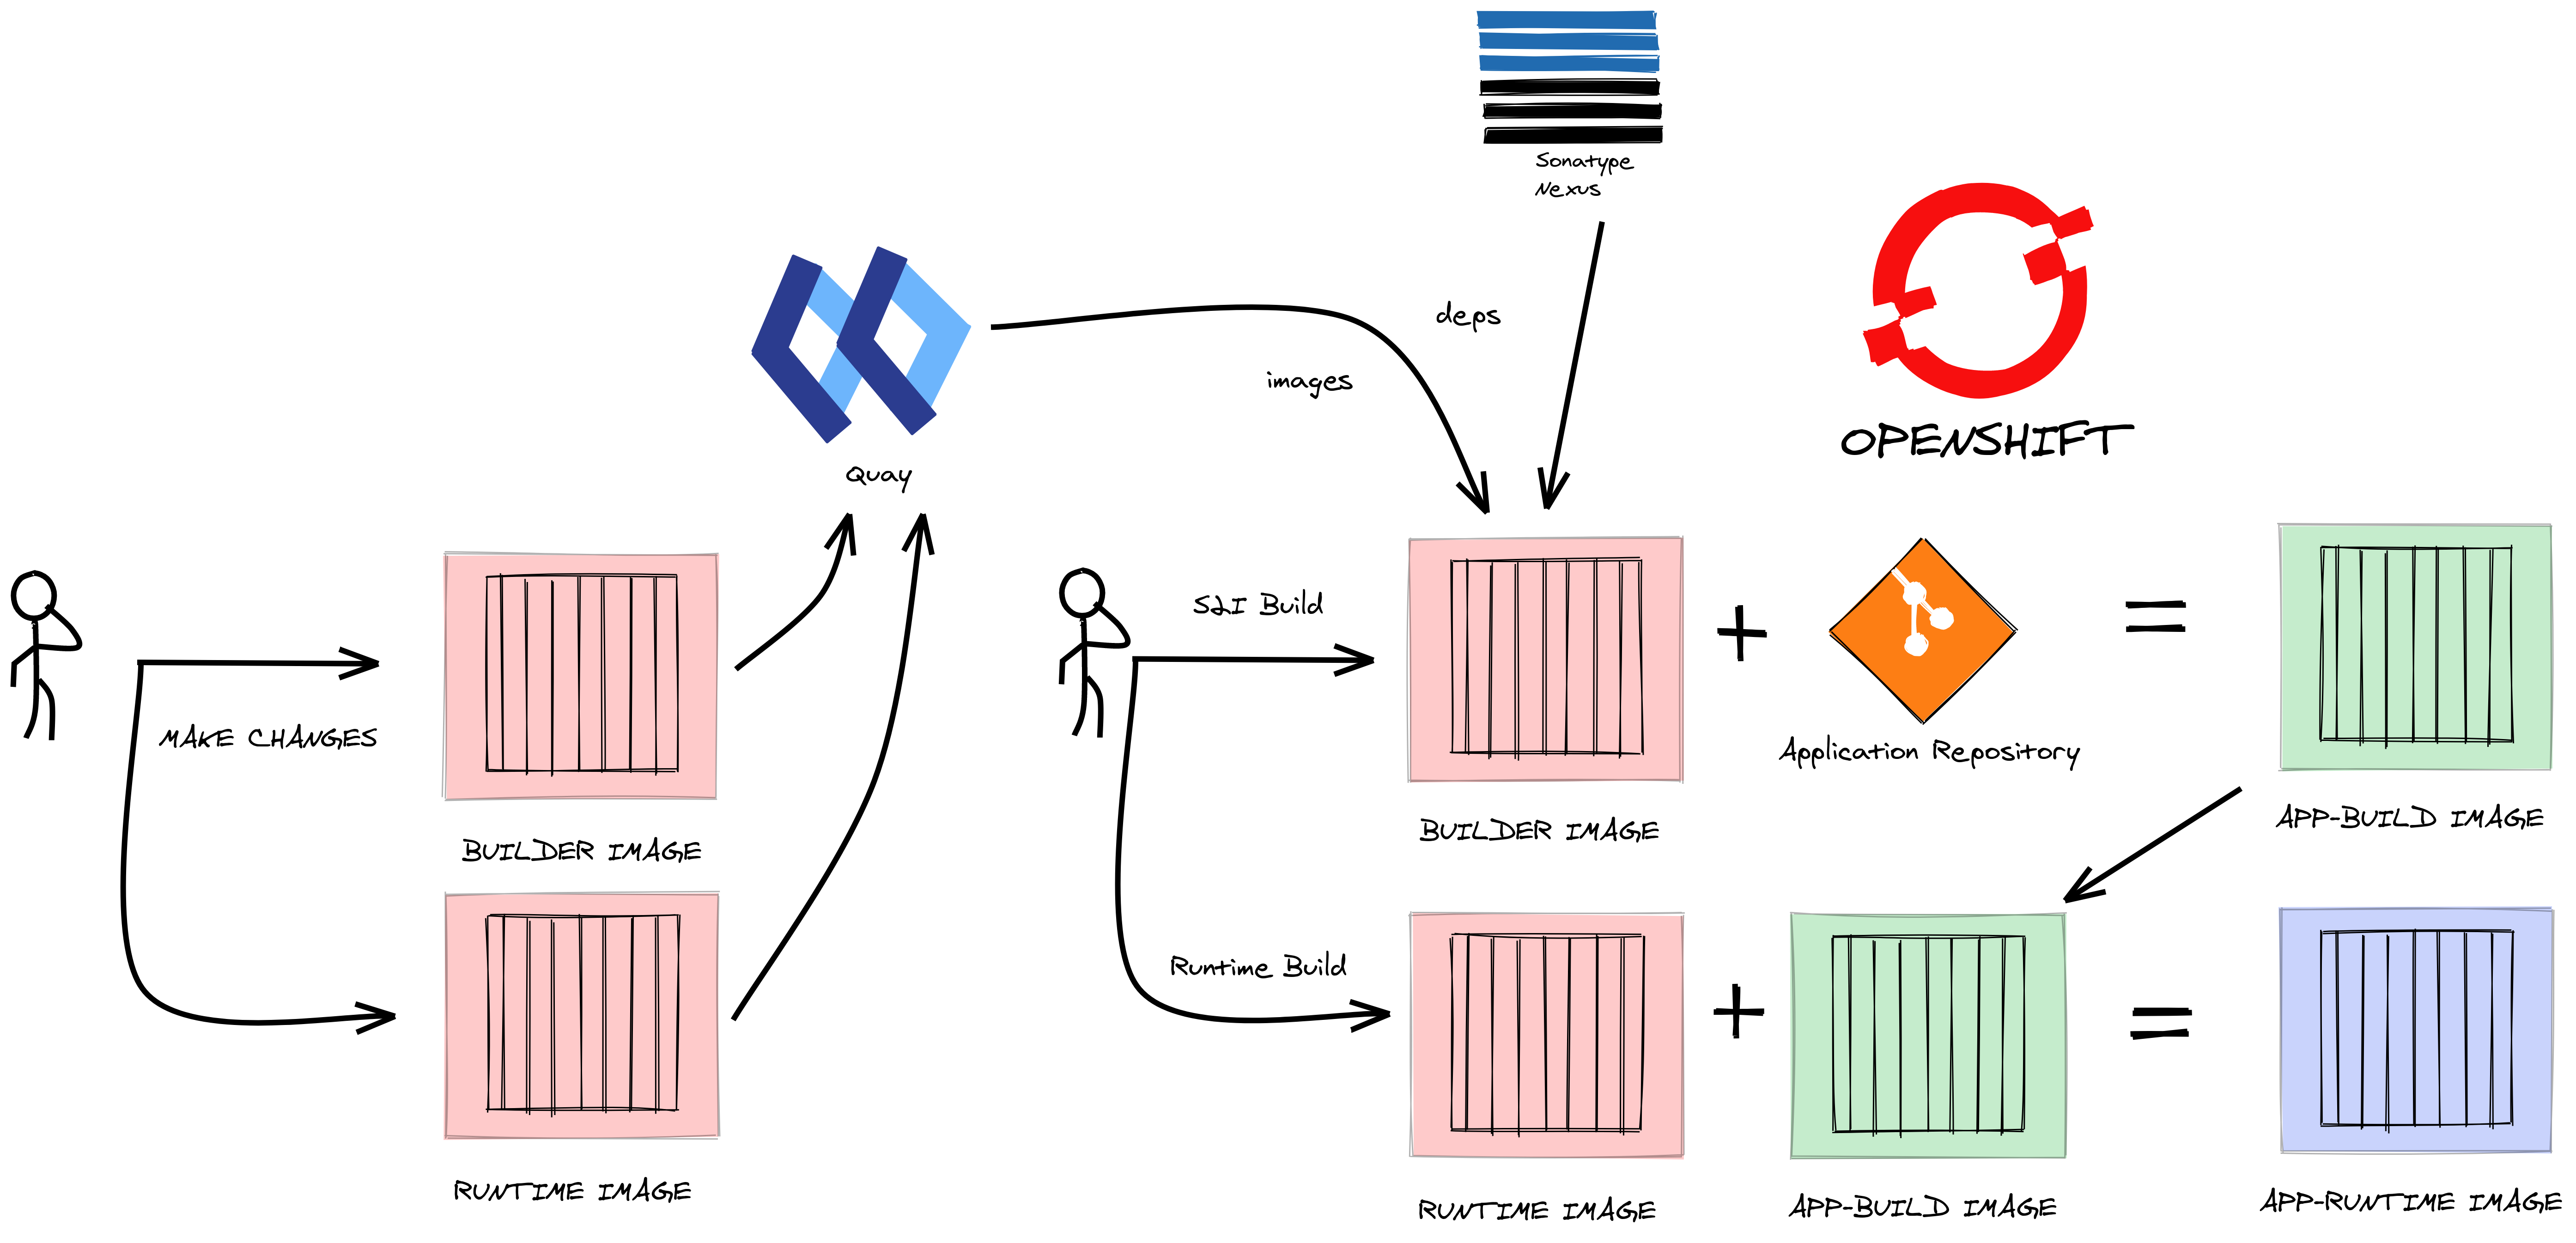 Sonatype
Nexus
deps
images
OPENSHIFT
Quay
S2I Build
MAKE CHANGES
Application Repository
BUILDER IMAGE
BUILDER IMAGE
APP-BUILD IMAGE
Runtime Build
RUNTIME IMAGE
RUNTIME IMAGE
APP-BUILD IMAGE
APP-RUNTIME IMAGE